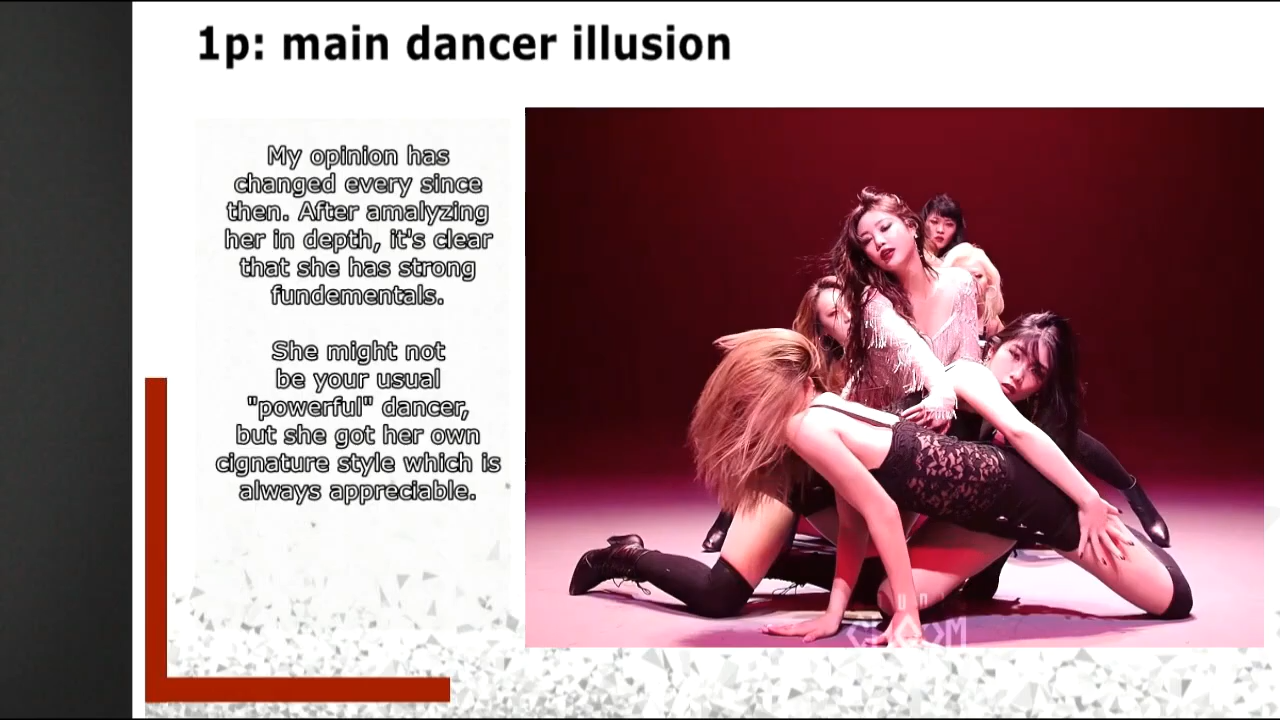 1p: main dancer illusion
My opinion has
changed every since
then. After amalyzing
her in depth, it's clear
that she has strong
fundementals.
She might not
be your usual
"powerful" dancer,
but she got her own
cignature style which is
always appreciable.